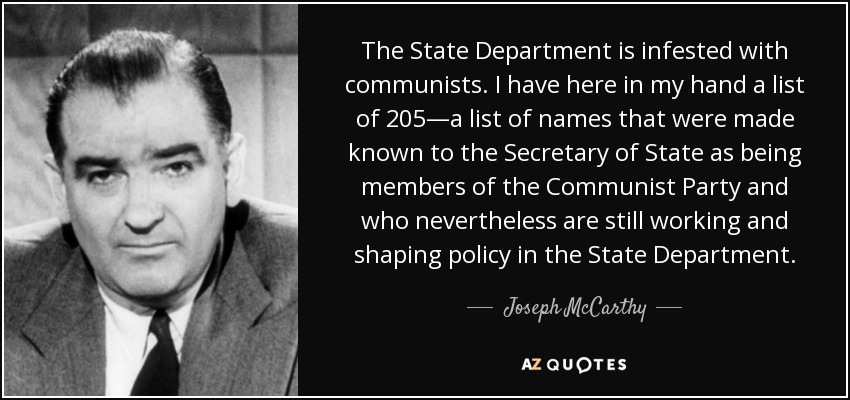 The State Department is infested with
communists. I have here in my hand a list
of 205—a list of names that were made
known to the Secretary of State as being
members of the Communist Party and
who nevertheless are still working and
shaping policy in the State Department.
Joseph McCarthy
AZ QUOTES